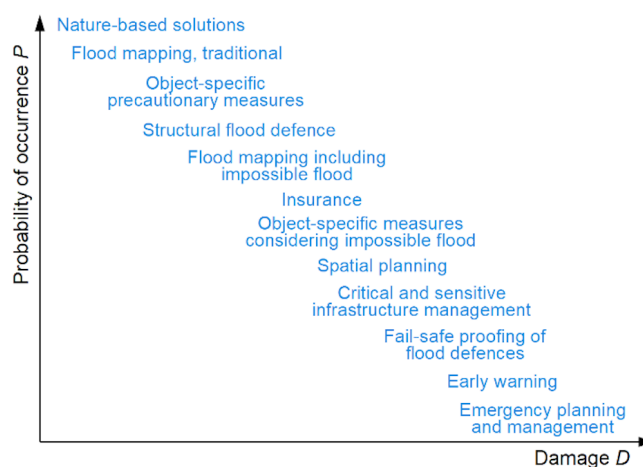 Probability of occurrence P
Nature-based solutions
Flood mapping, traditional
Object-specific
precautionary measures
Structural flood defence
Flood mapping including
impossible flood
Insurance
Object-specific measures
considering impossible flood
Spatial planning
Critical and sensitive
infrastructure management
Fail-safe proofing of
flood defences
Early warning
Emergency planning
and management
Damage D